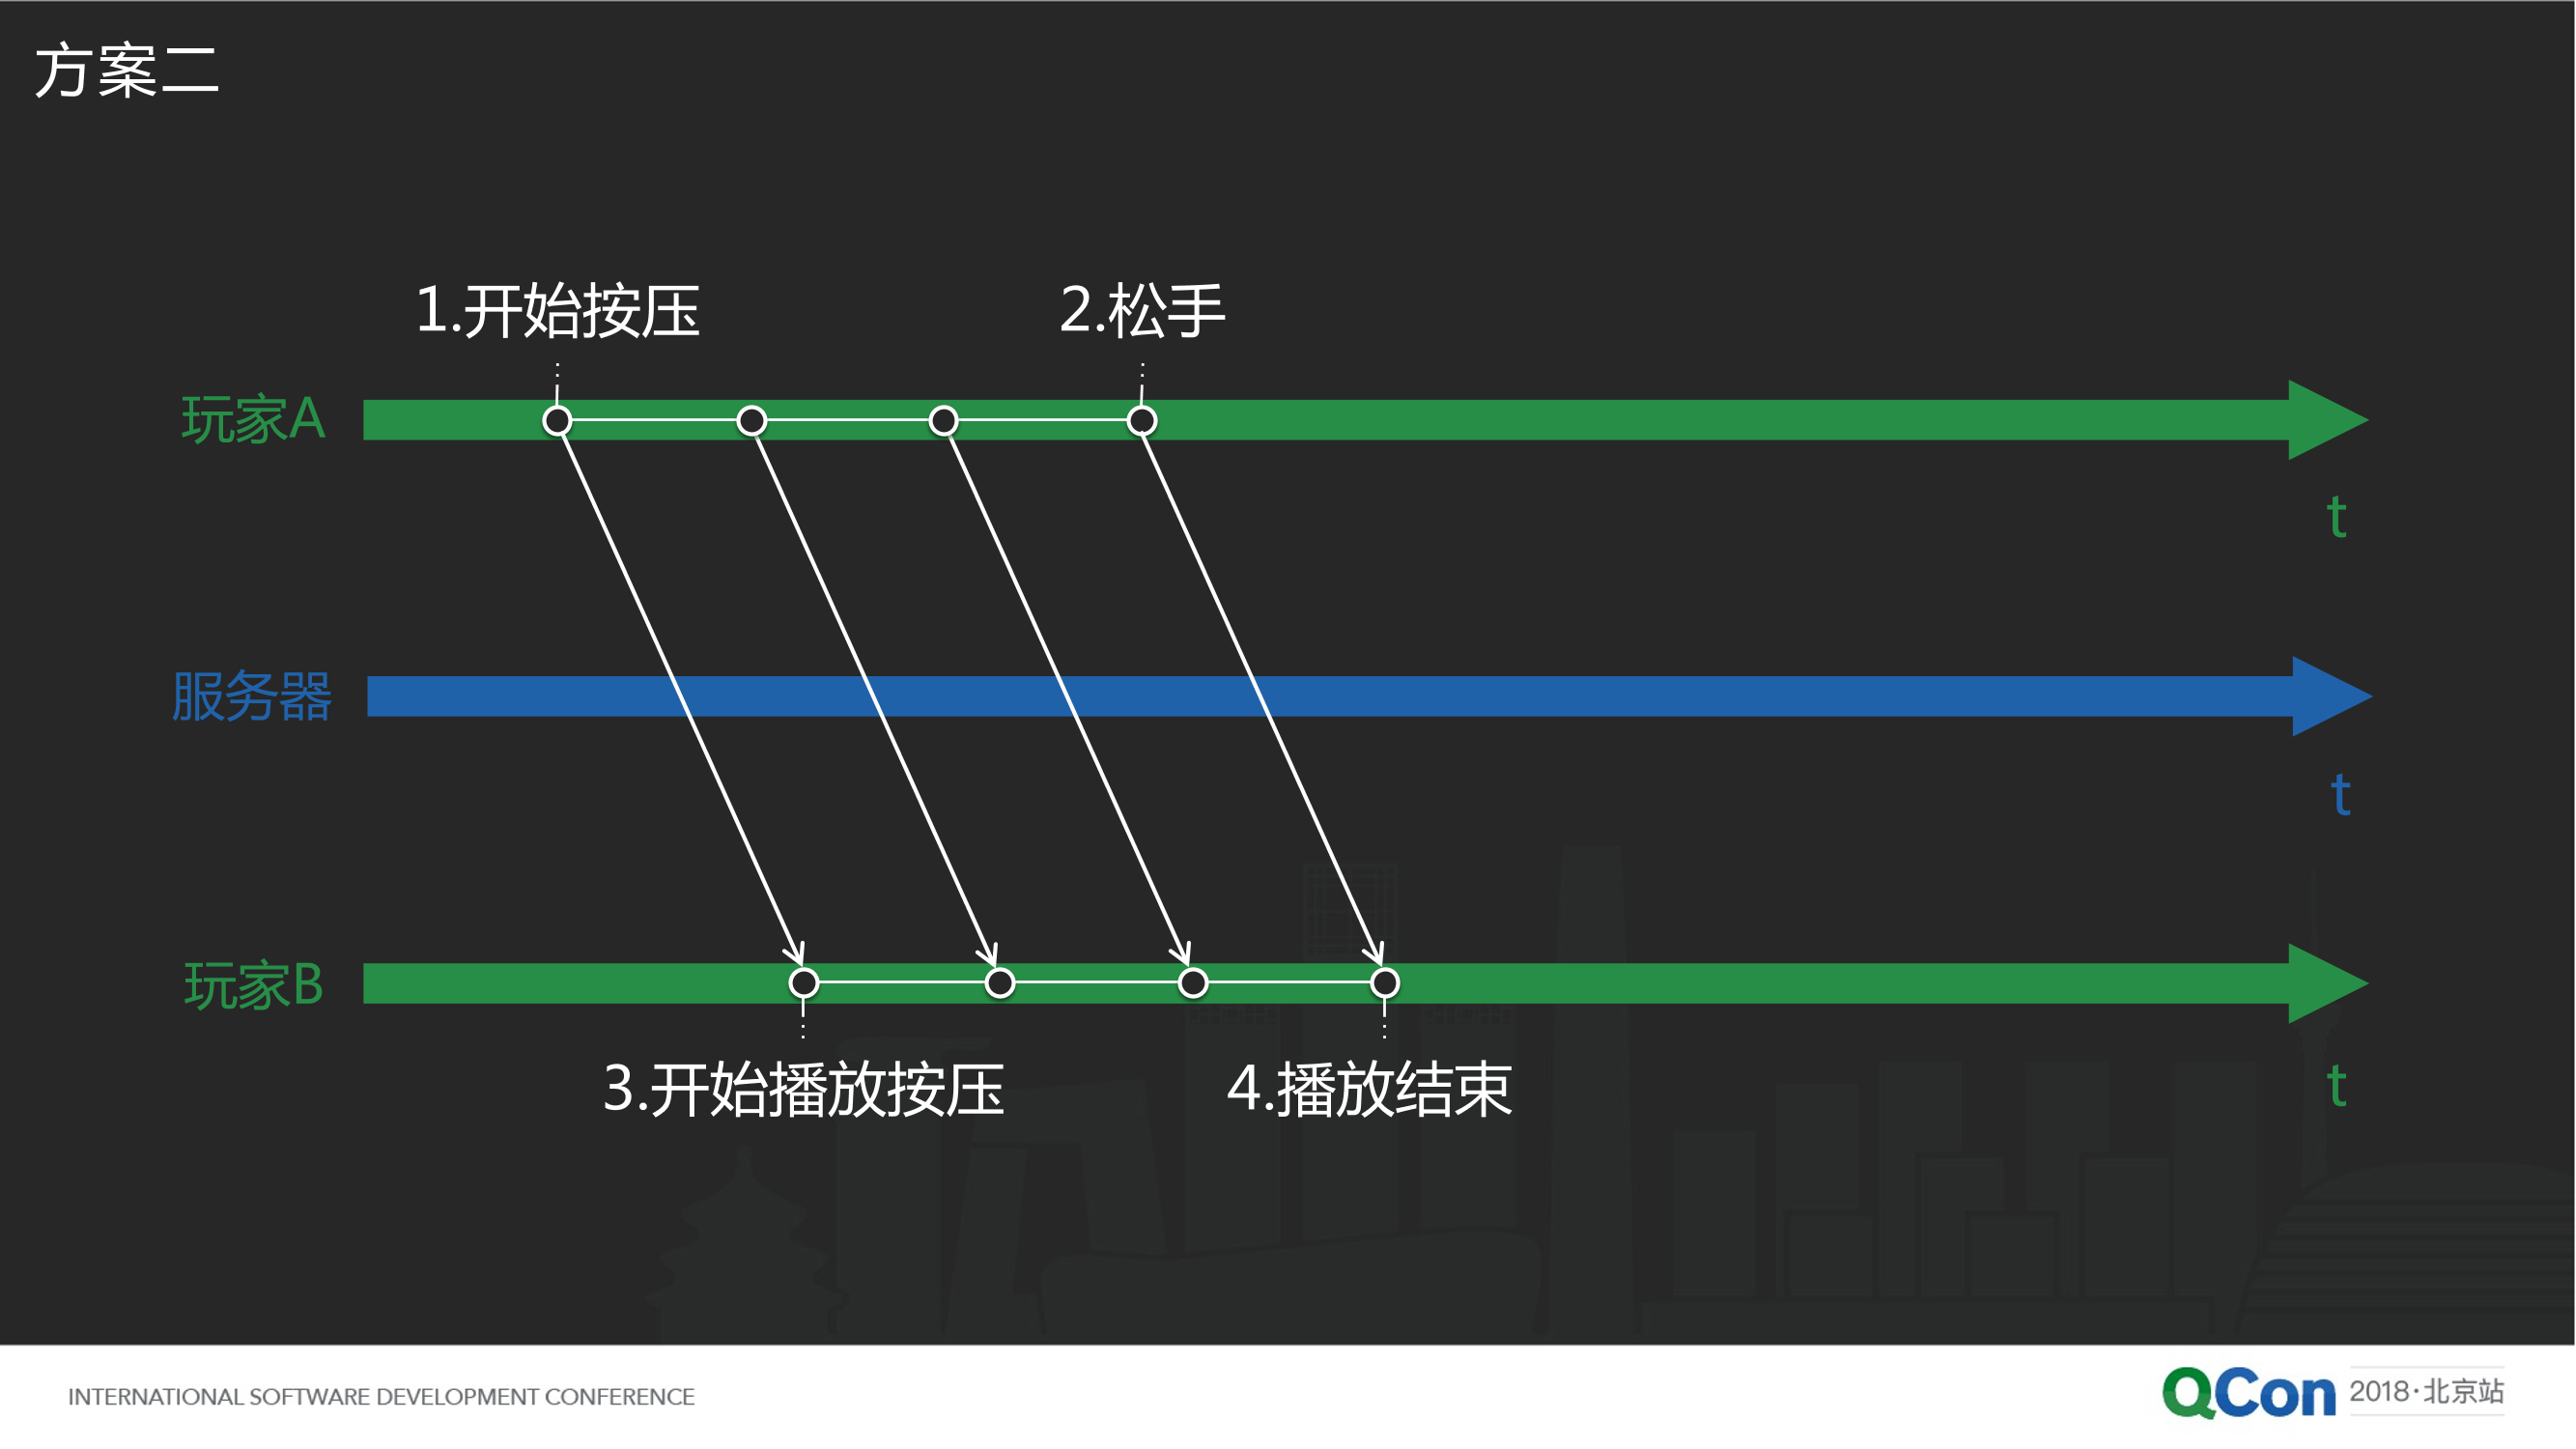 方案二
1.开始按压
2.松手
玩家A
t
服务器
t
玩家B
t
3.开始播放按压
4.播放结束
INTERNATIONAL SOFTWARE DEVELOPMENT CONFERENCE
QCon 2018·北京站